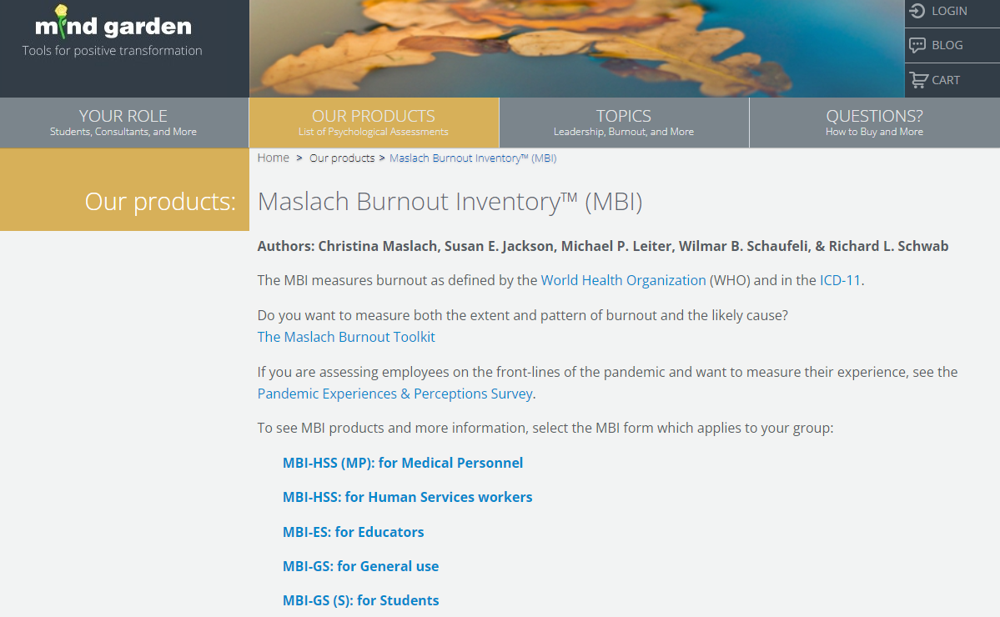 mind garden
Tools for positive transformation
LOGIN
BLOG
CART
YOUR ROLE
Students, Consultants, and More
OUR PRODUCTS
List of Psychological Assessments
TOPICS
Leadership, Burnout, and More
QUESTIONS?
How to Buy and More
Home > Our products > Maslach Burnout Inventory™ (MBI)
Our products:
Maslach Burnout Inventory™ (MBI)
Authors: Christina Maslach, Susan E. Jackson, Michael P. Leiter, Wilmar B. Schaufeli, & Richard L. Schwab
The MBI measures burnout as defined by the World Health Organization (WHO) and in the ICD-11.
Do you want to measure both the extent and pattern of burnout and the likely cause?
The Maslach Burnout Toolkit
If you are assessing employees on the front-lines of the pandemic and want to measure their experience, see the
Pandemic Experiences & Perceptions Survey.
To see MBI products and more information, select the MBI form which applies to your group:
MBI-HSS (MP): for Medical Personnel
MBI-HSS: for Human Services workers
MBI-ES: for Educators
MBI-GS: for General use
MBI-GS (S): for Students